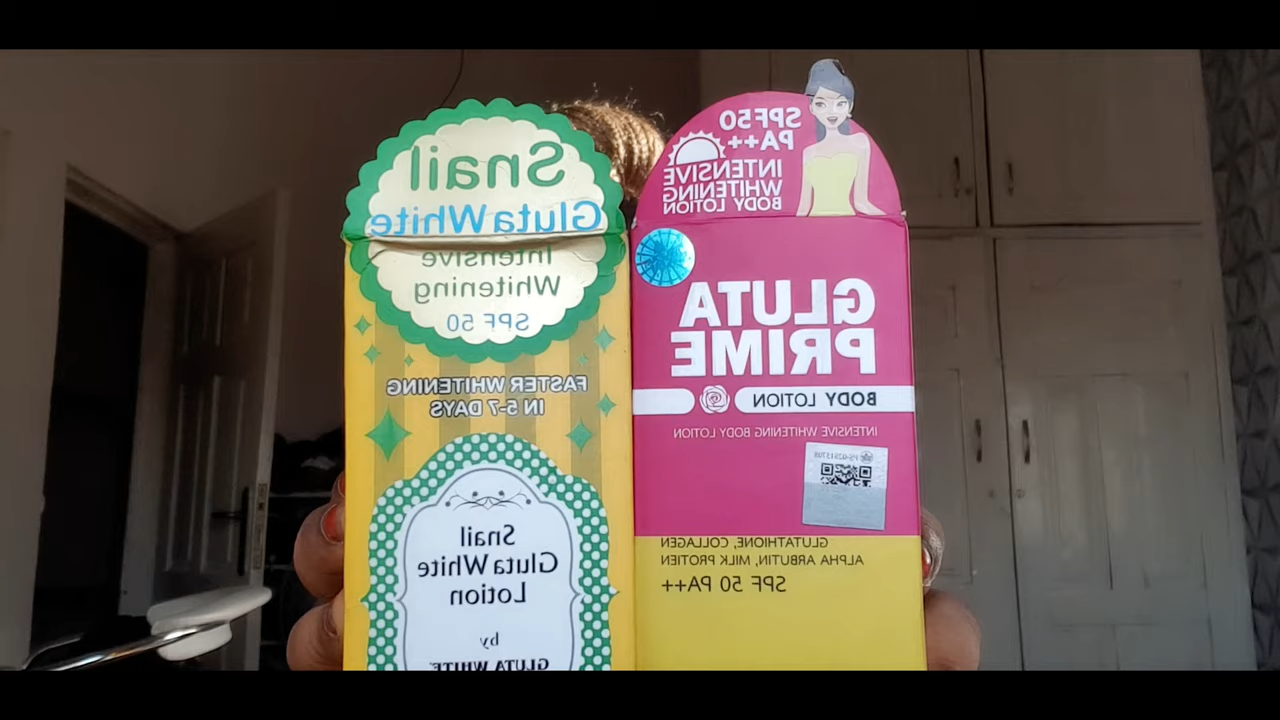 Snail
GlutaWhite
Intensive
Whitening
SPF 50
FASTER WHITENING
IN 5-7 DAYS
Snail
Gluta White
Lotion
by
GLUTA WHITE
SPF50
PA++
INTENSIVE
WHITENING
BODY LOTION
GLUTA
PRIME
BODY LOTION
INTENSIVE WHITENING BODY LOTION
GLUTATHIONE, COLLAGEN
ALPHA ARBUTIN, MILK PROTIEN
SPF 50 PA++